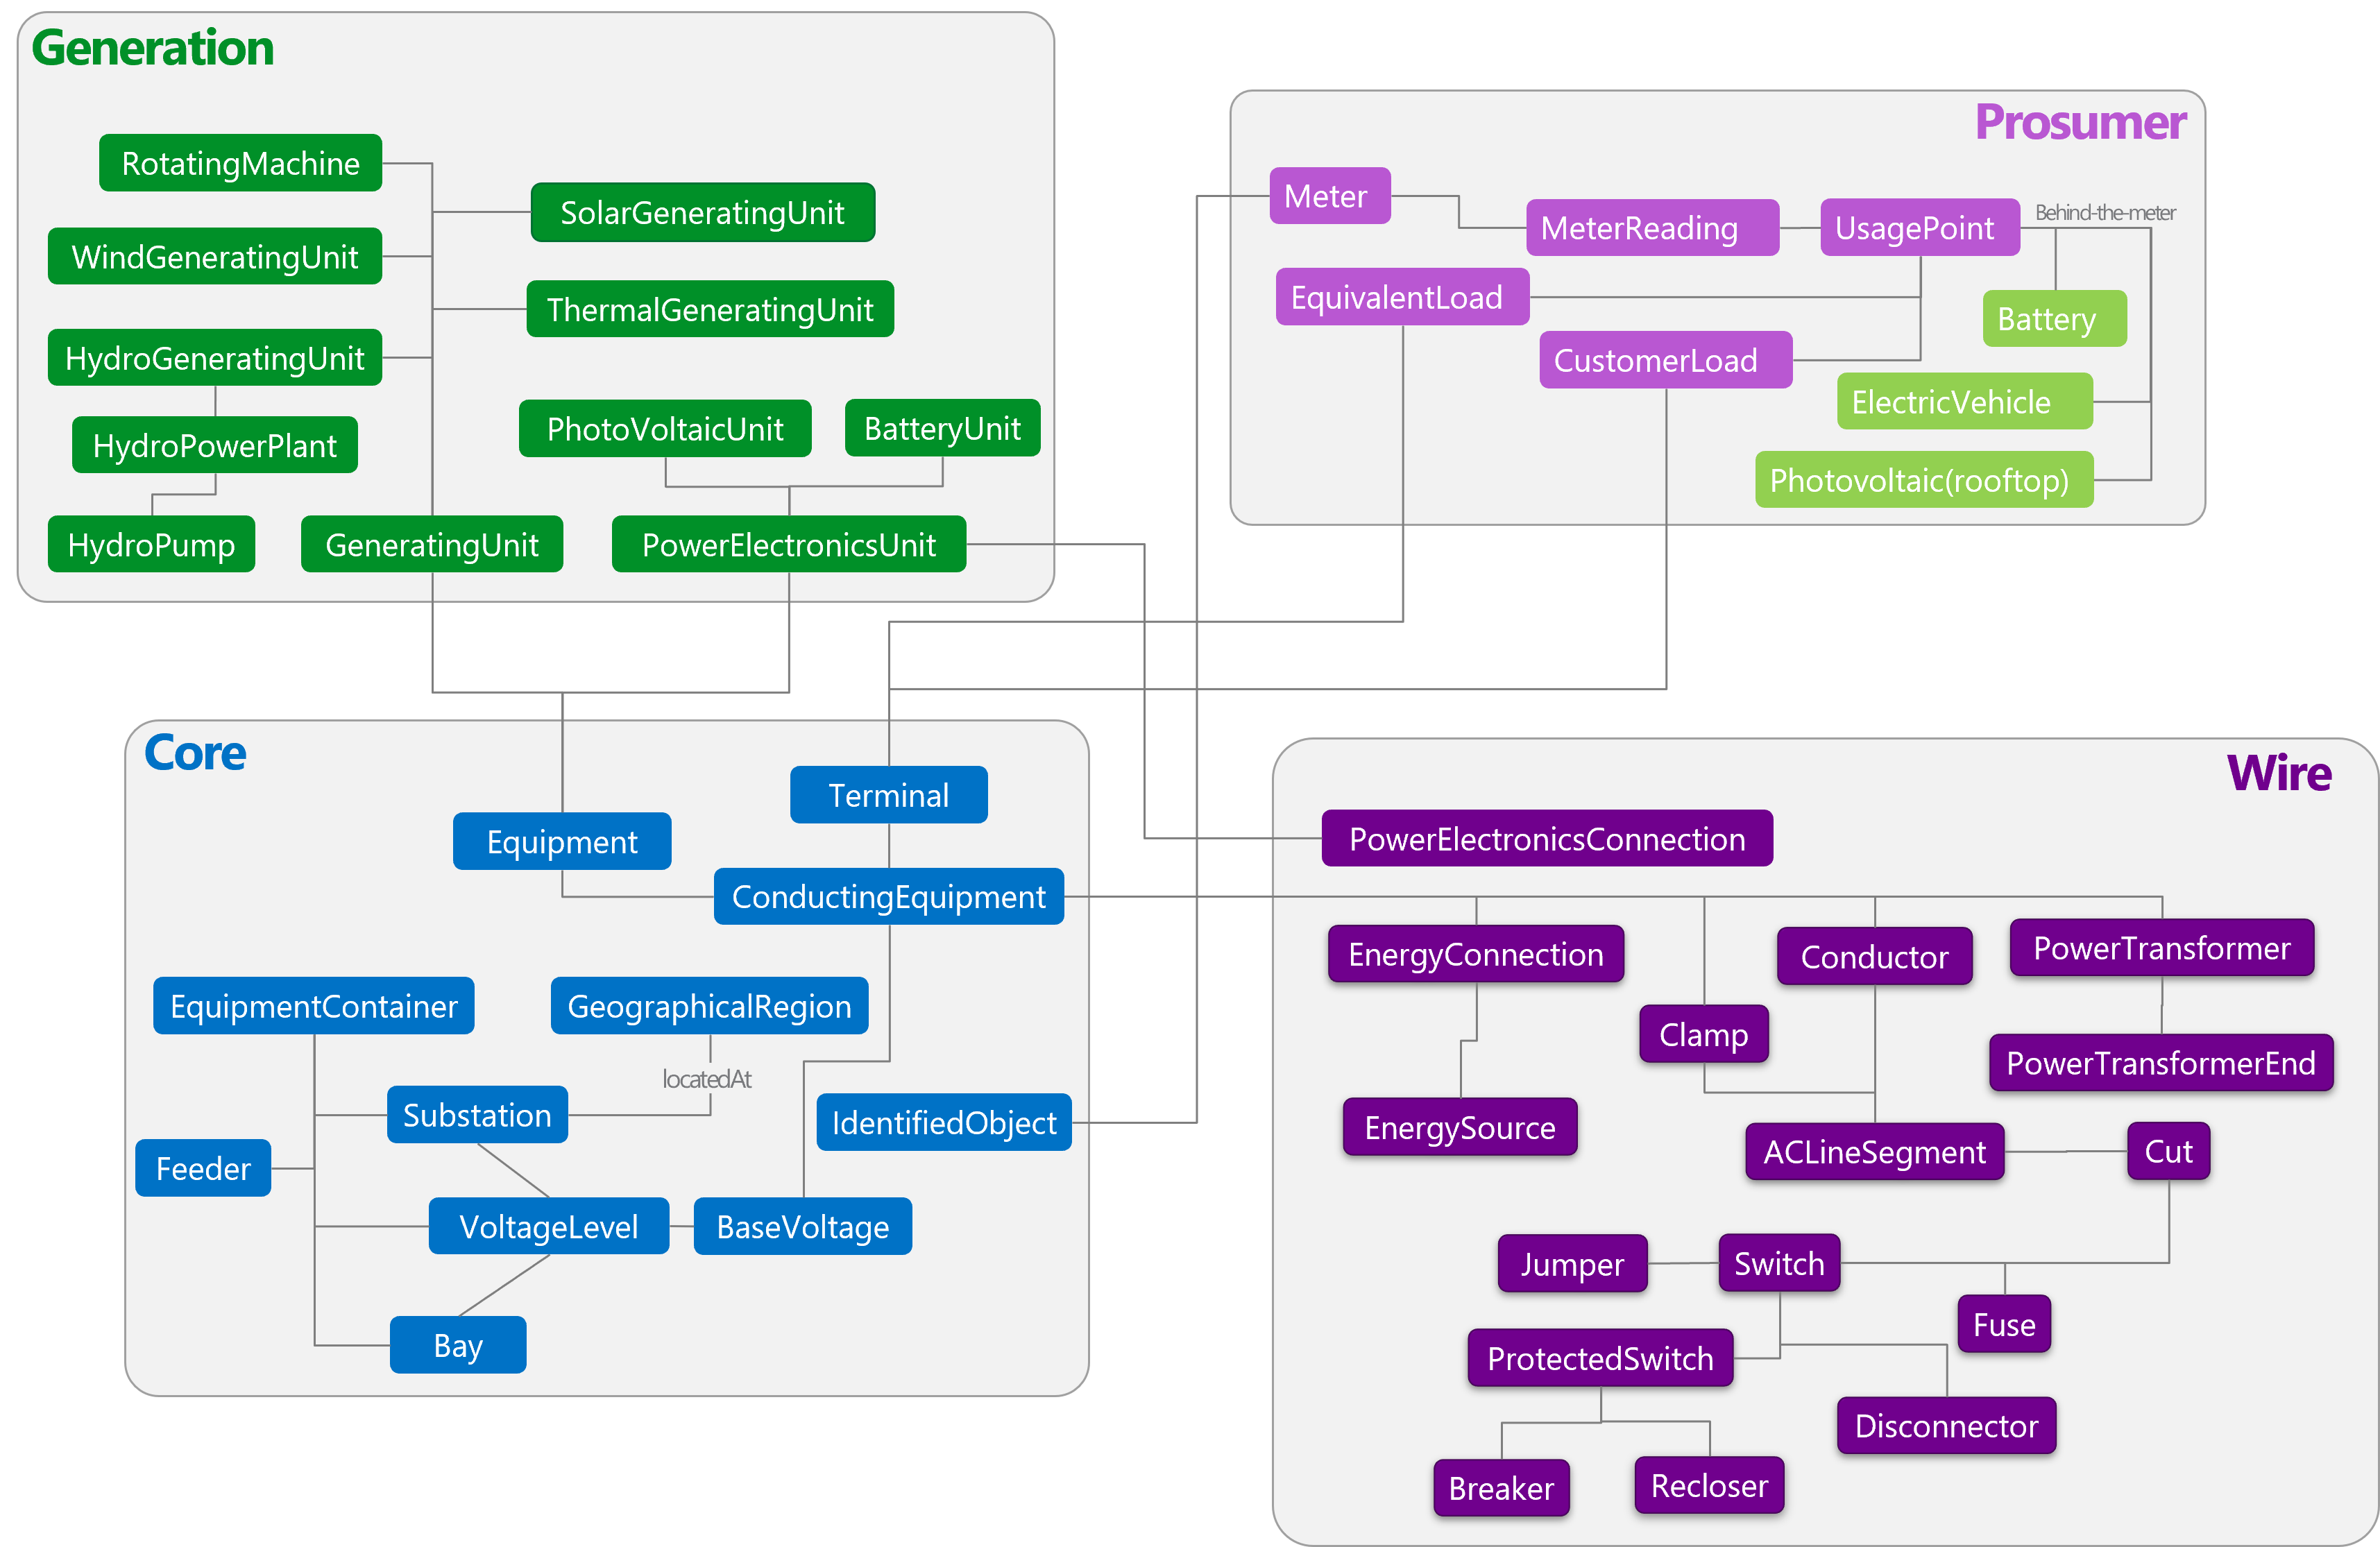 Generation
RotatingMachine
SolarGeneratingUnit
WindGeneratingUnit
ThermalGeneratingUnit
HydroGeneratingUnit
PhotoVoltaicUnit
BatteryUnit
HydroPowerPlant
HydroPump
GeneratingUnit
PowerElectronicsUnit
Prosumer
Meter
MeterReading
UsagePoint
Behind-the-meter
EquivalentLoad
Battery
CustomerLoad
ElectricVehicle
Photovoltaic(rooftop)
Core
Terminal
Equipment
ConductingEquipment
EquipmentContainer
GeographicalRegion
locatedAt
Substation
IdentifiedObject
Feeder
VoltageLevel
BaseVoltage
Bay
Wire
PowerElectronicsConnection
EnergyConnection
Conductor
PowerTransformer
Clamp
PowerTransformerEnd
EnergySource
ACLineSegment
Cut
Jumper
Switch
Fuse
ProtectedSwitch
Disconnector
Breaker
Recloser